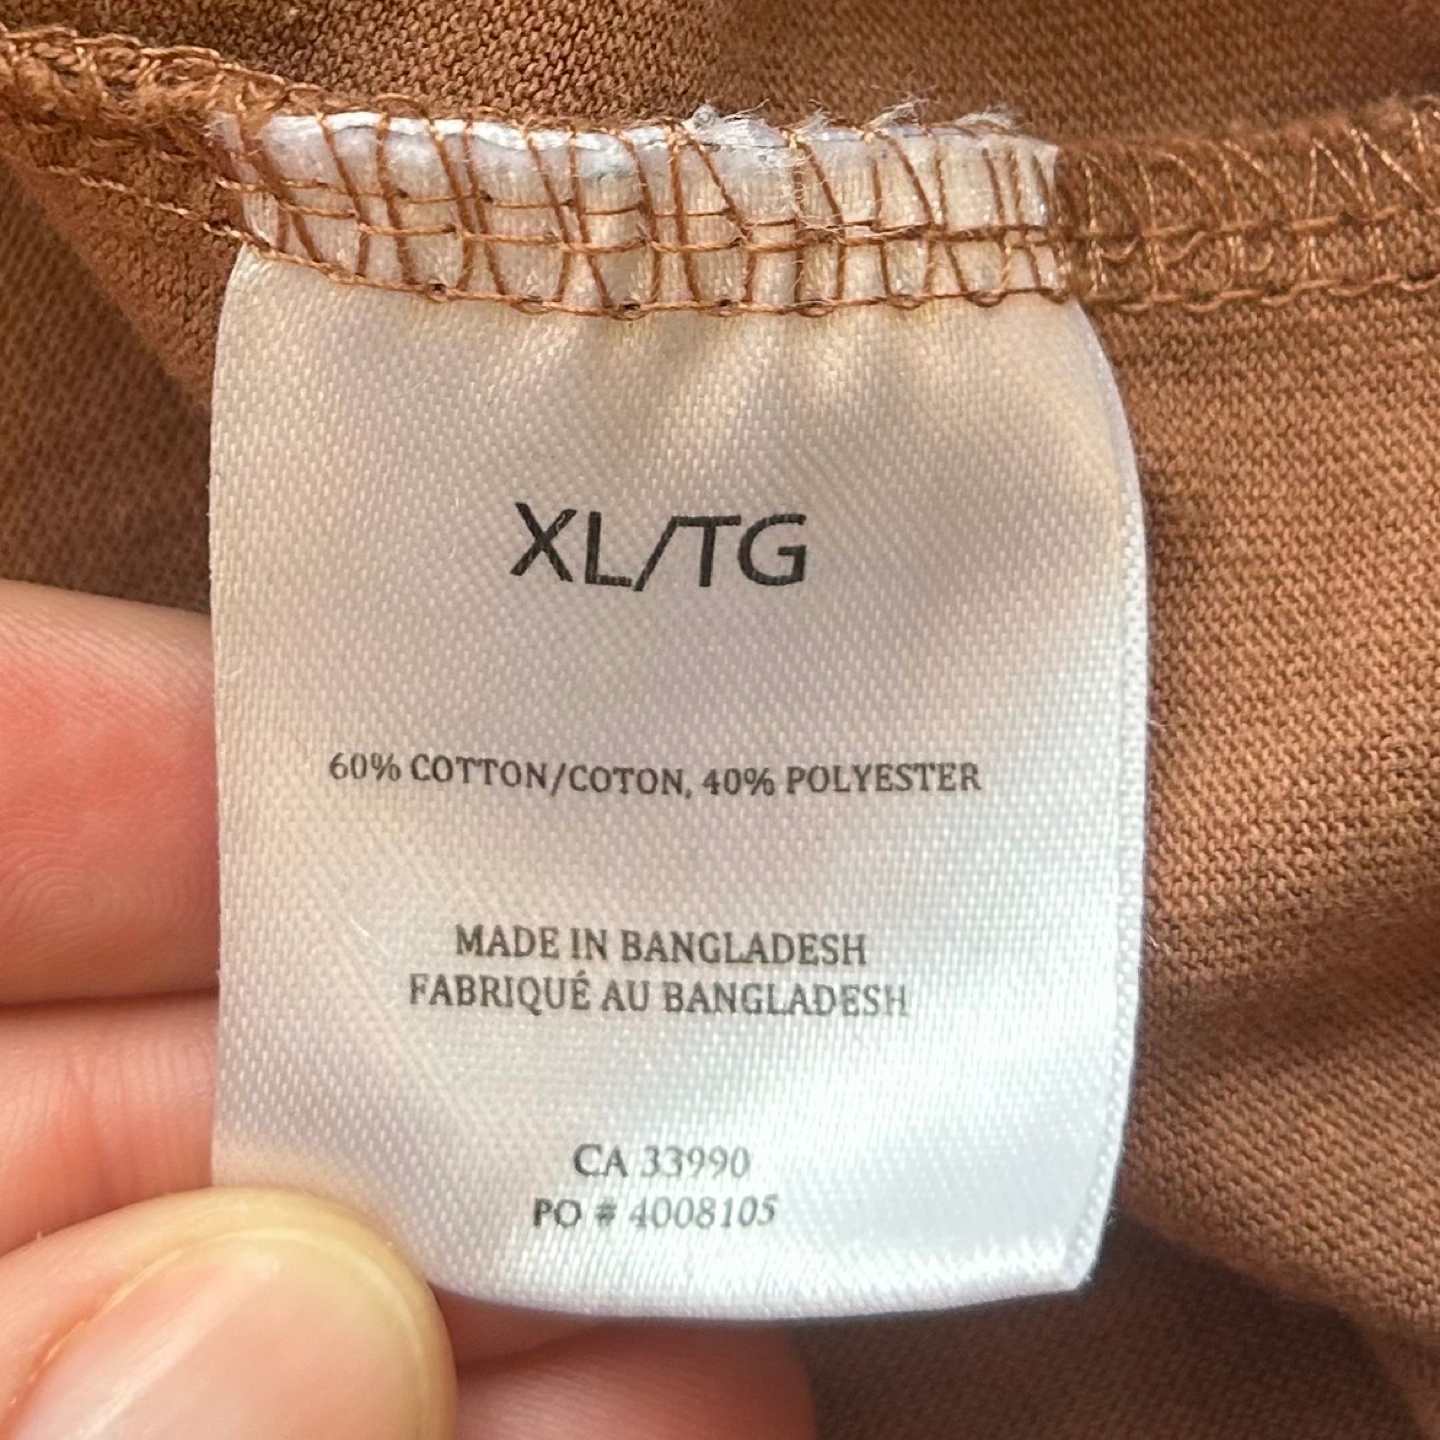 XL/TG
60% COTTON/COTON, 40% POLYESTER
MADE IN BANGLADESH
FABRIQUÉ AU BANGLADESH
CA 33990
PO # 4008105